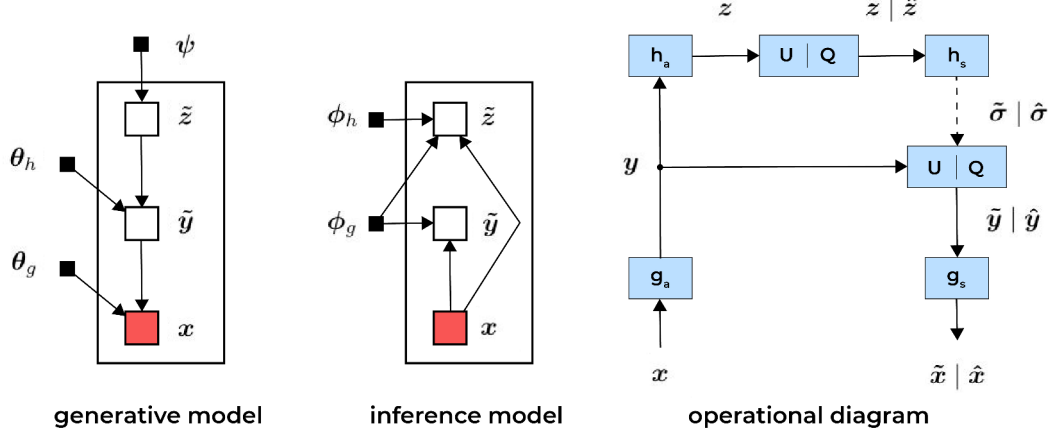 ψ
z̃
θ_h
ỹ
θ_g
x
generative model
ϕ_h
z̃
ϕ_g
ỹ
x
inference model
z
z | z̃
h_a
U | Q
h_s
σ̃ | σ̂
y
U | Q
ỹ | ŷ
g_a
g_s
x
x̃ | x̂
operational diagram